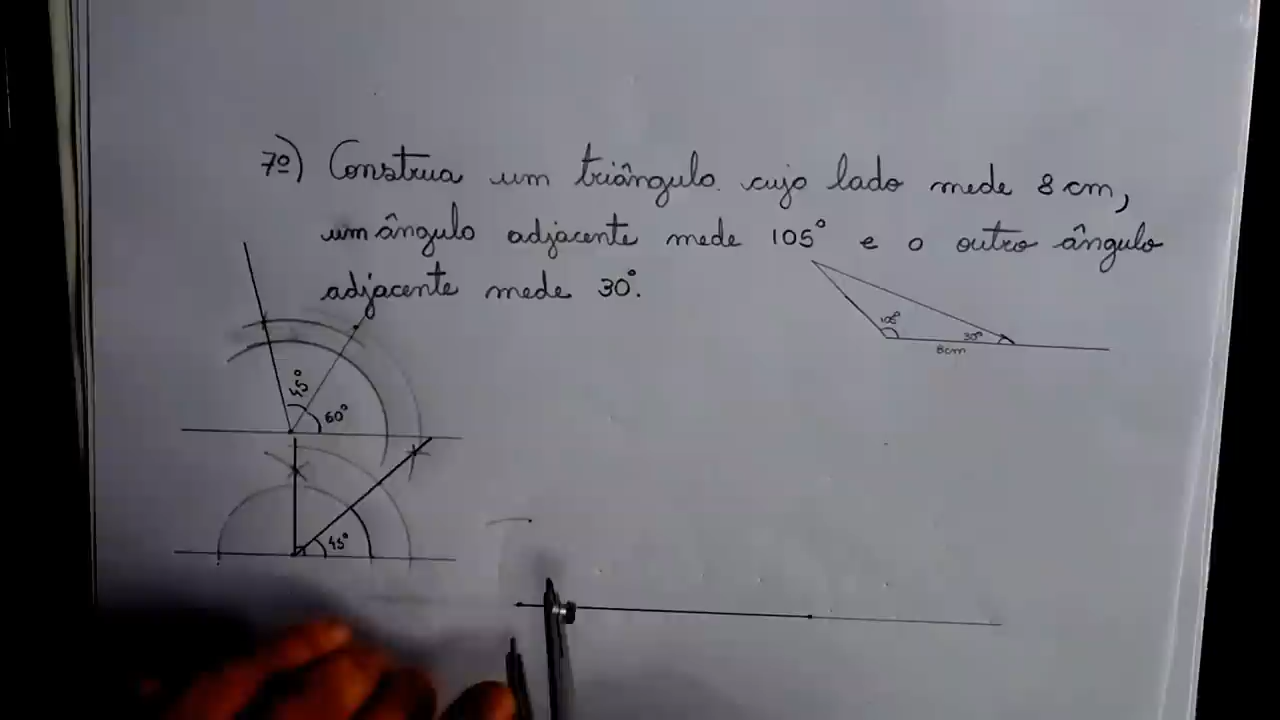 7º) Construa um triângulo cujo lado mede 8 cm,
um ângulo adjacente mede 105° e o outro ângulo
adjacente mede 30°.
105°
30°
8cm
45°
60°
45°